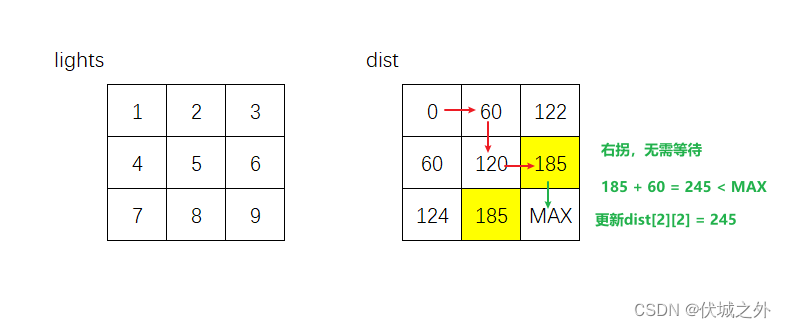 lights dist
1 2 3 0 60 122
4 5 6 60 120 185 右拐，无需等待
185 + 60 = 245 < MAX
7 8 9 124 185 MAX 更新dist[2][2] = 245
CSDN @伏城之外